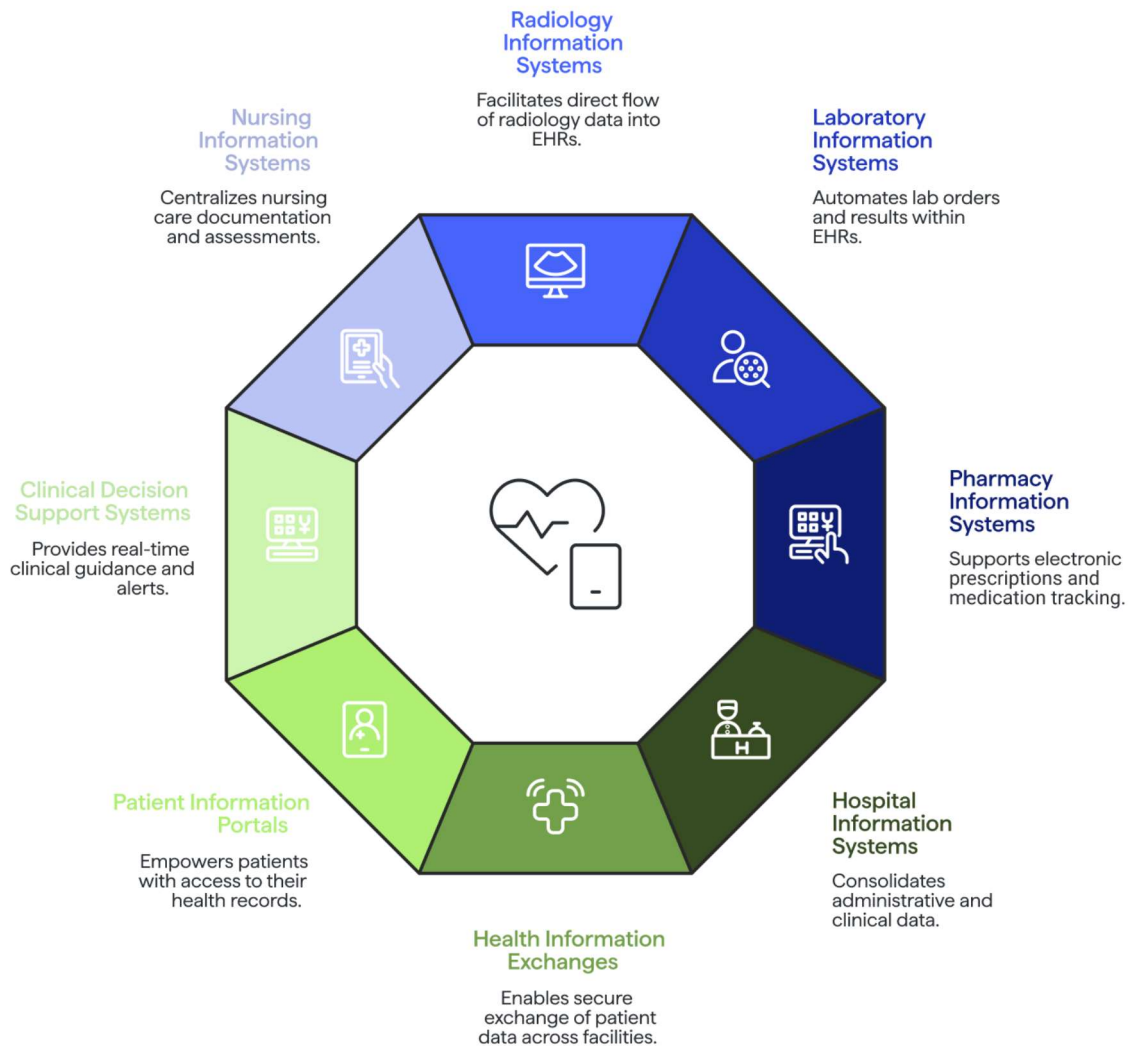 Radiology
Information
Systems
Facilitates direct flow
of radiology data into
EHRs.
Laboratory
Information
Systems
Automates lab orders
and results within
EHRs.
Pharmacy
Information
Systems
Supports electronic
prescriptions and
medication tracking.
Hospital
Information
Systems
Consolidates
administrative and
clinical data.
H
Health Information
Exchanges
Enables secure
exchange of patient
data across facilities.
Patient Information
Portals
Empowers patients
with access to their
health records.
Clinical Decision
Support Systems
Provides real-time
clinical guidance and
alerts.
Nursing
Information
Systems
Centralizes nursing
care documentation
and assessments.